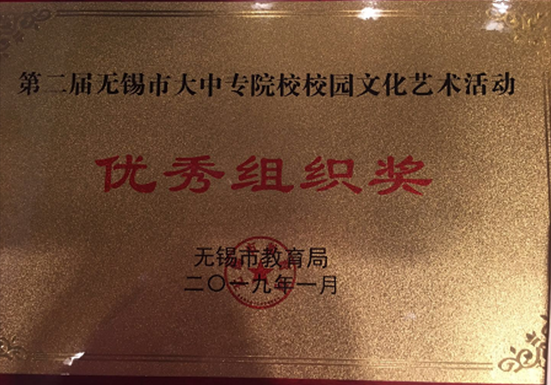 第二届无锡市大中专院校校园文化艺术活动
优秀组织奖
无锡市教育局
二〇一九年一月